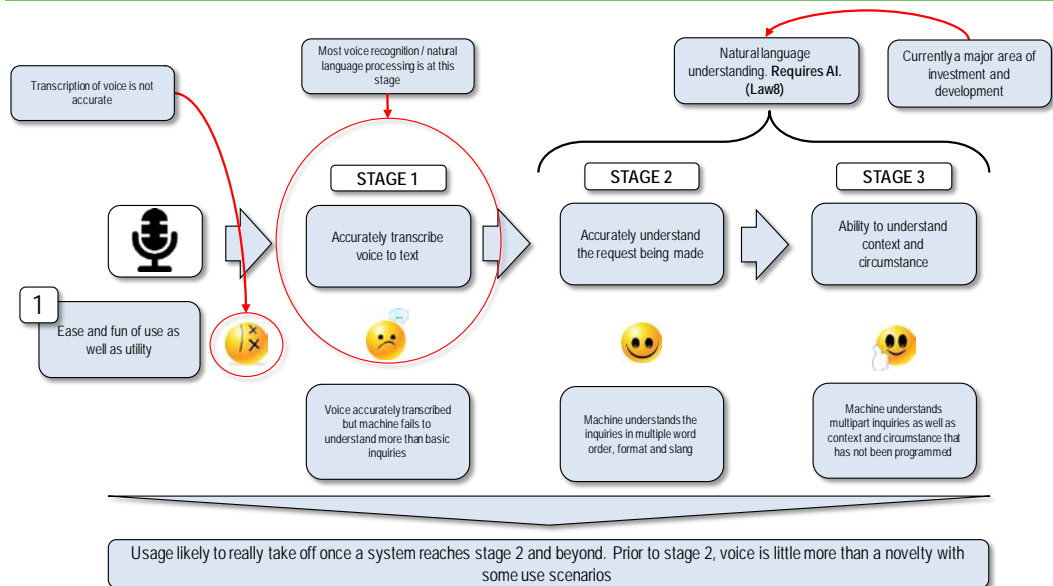 Most voice recognition / natural
language processing is at this
stage
Natural language
understanding. Requires AI.
(Law8)
Currently a major area of
investment and
development
Transcription of voice is not
accurate
STAGE 1
STAGE 2
STAGE 3
Accurately transcribe
voice to text
Accurately understand
the request being made
Ability to understand
context and
circumstance
1
Ease and fun of use as
well as utility
Voice accurately transcribed
but machine fails to
understand more than basic
inquiries
Machine understands the
inquiries in multiple word
order, format and slang
Machine understands
multipart inquiries as well as
context and circumstance that
has not been programmed
Usage likely to really take off once a system reaches stage 2 and beyond. Prior to stage 2, voice is little more than a novelty with
some use scenarios